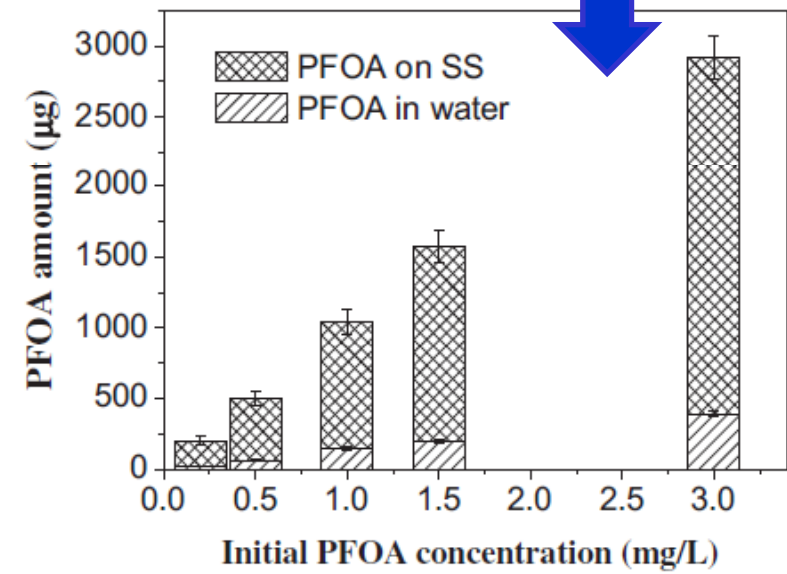 3000
2500
2000
1500
1000
500
0
PFOA amount (μg)
PFOA on SS
PFOA in water
0.0 0.5 1.0 1.5 2.0 2.5 3.0
Initial PFOA concentration (mg/L)